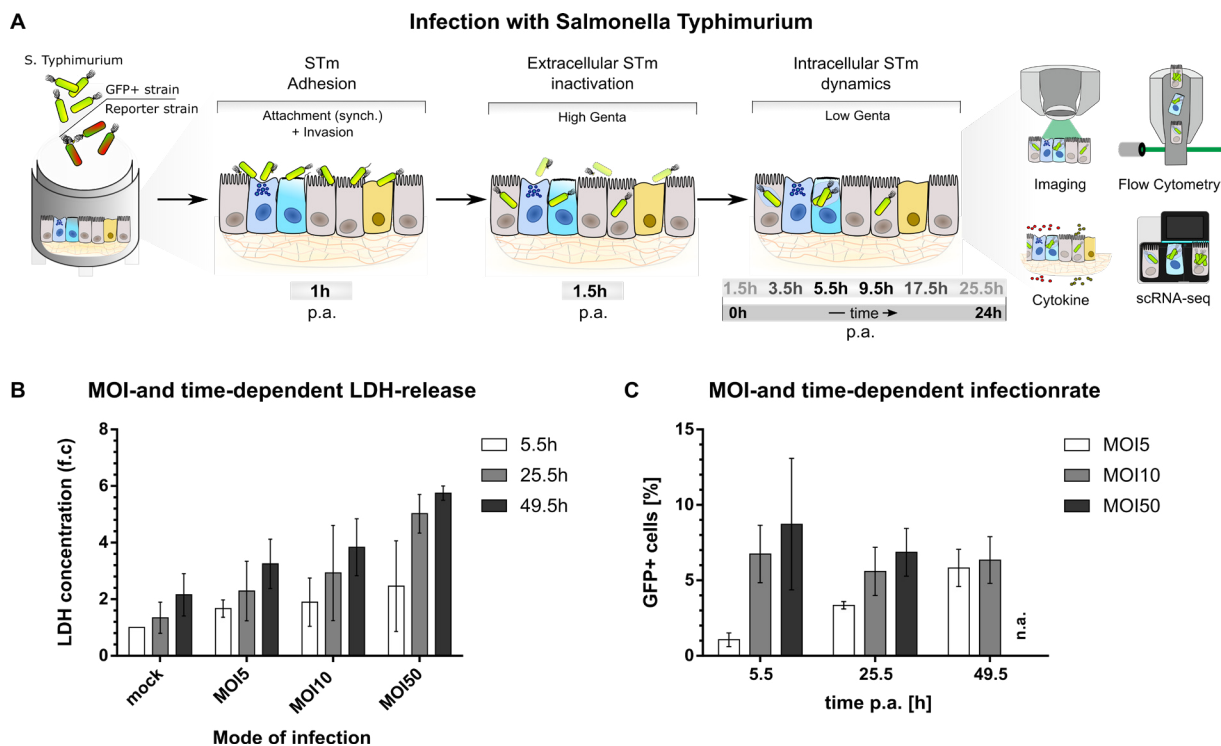 A
Infection with Salmonella Typhimurium
S. Typhimurium
GFP+ strain
Reporter strain
STm
Adhesion
Attachment (synch.)
+ Invasion
1h
p.a.
Extracellular STm
inactivation
High Genta
1.5h
p.a.
Intracellular STm
dynamics
Low Genta
1.5h 3.5h 5.5h 9.5h 17.5h 25.5h
0h time 24h
p.a.
Imaging
Flow Cytometry
Cytokine
scRNA-seq
B
MOI-and time-dependent LDH-release
LDH concentration (f.c)
8
6
4
2
0
mock
MOI5
MOI10
MOI50
Mode of infection
5.5h
25.5h
49.5h
C
MOI-and time-dependent infectionrate
GFP+ cells [%]
15
10
5
0
5.5
25.5
49.5
n.a.
time p.a. [h]
MOI5
MOI10
MOI50